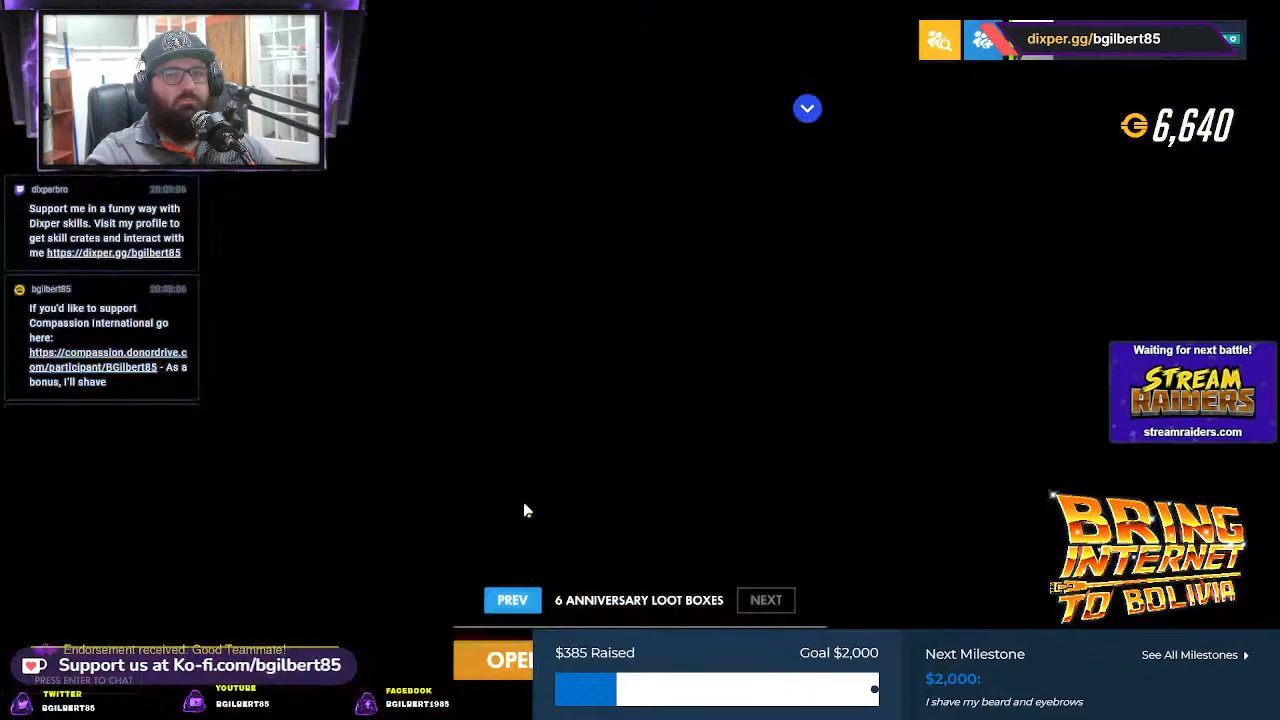 dixper.gg/bgilbert85
6,640
dixperbro 20:09:06
Support me in a funny way with
Dixper skills. Visit my profile to
get skill crates and interact with
me https://dixper.gg/bgilbert85
bgilbert85 20:08:06
If you'd like to support
Compassion International go
here:
https://compassion.donordrive.c
om/participant/BGilbert85 - As a
bonus, I'll shave
Waiting for next battle!
STREAM
RAIDERS
streamraiders.com
BRING
INTERNET
TO BOLIVIA
PREV 6 ANNIVERSARY LOOT BOXES NEXT
OPE
Endorsement received: Good Teammate!
Support us at Ko-fi.com/bgilbert85
PRESS ENTER TO CHAT
TWITTER
BGILBERT85
YOUTUBE
BGILBERT85
FACEBOOK
BGILBERT1985
$385 Raised Goal $2,000
Next Milestone See All Milestones
$2,000:
I shave my beard and eyebrows